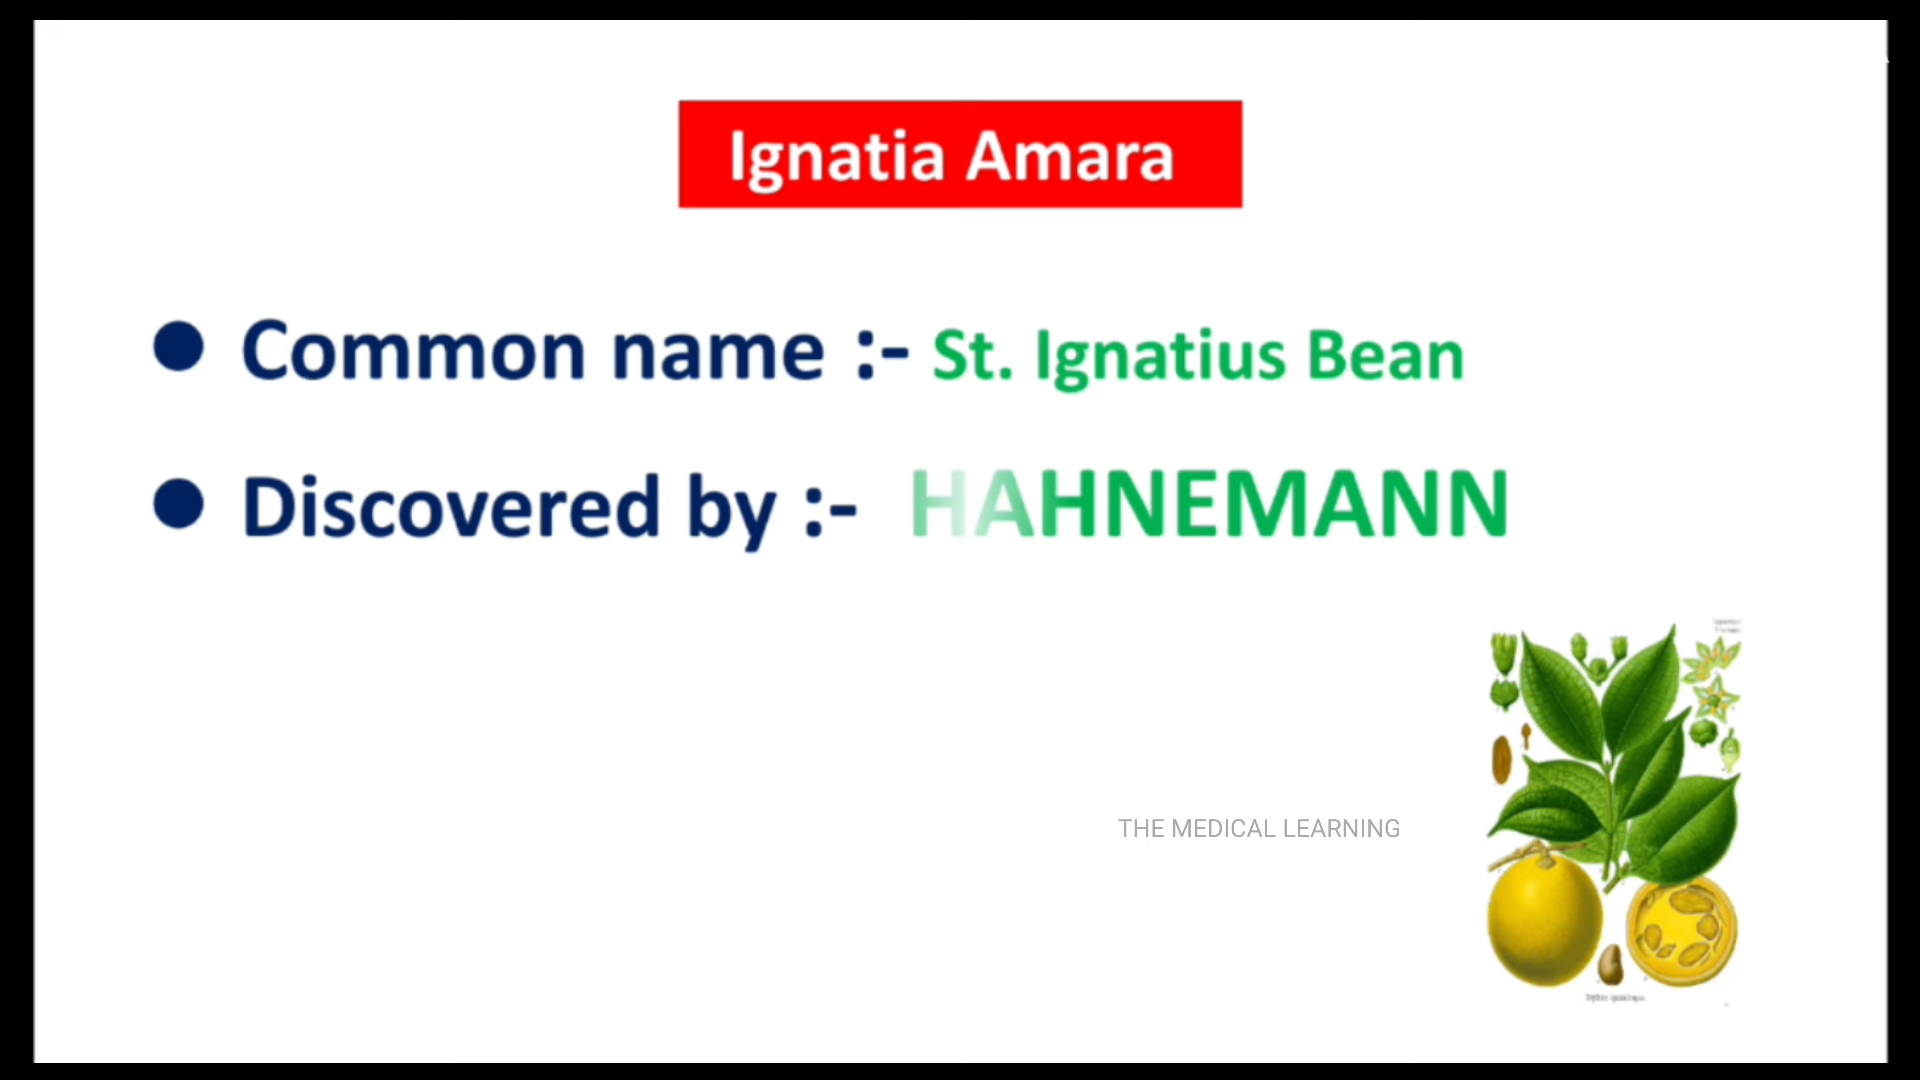 Ignatia Amara
● Common name :- St. Ignatius Bean
● Discovered by :- HAHNEMANN
THE MEDICAL LEARNING